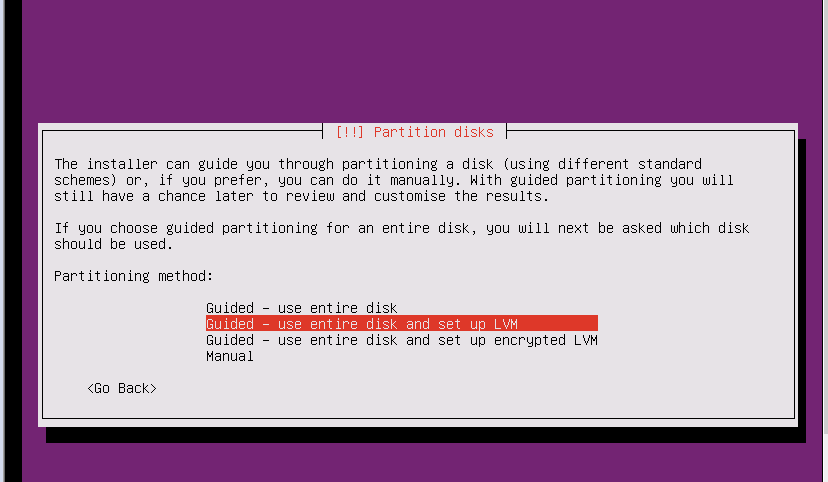 [!!] Partition disks
The installer can guide you through partitioning a disk (using different standard
schemes) or, if you prefer, you can do it manually. With guided partitioning you will
still have a chance later to review and customise the results.
If you choose guided partitioning for an entire disk, you will next be asked which disk
should be used.
Partitioning method:
Guided - use entire disk
Guided - use entire disk and set up LVM
Guided - use entire disk and set up encrypted LVM
Manual
<Go Back>